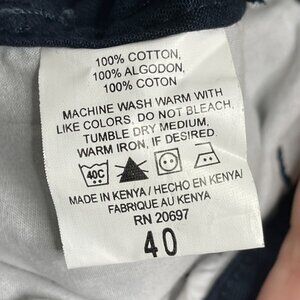 100% COTTON,
100% ALGODON,
100% COTON
MACHINE WASH WARM WITH
LIKE COLORS, DO NOT BLEACH,
TUMBLE DRY MEDIUM,
WARM IRON, IF DESIRED
40C
MADE IN KENYA/ HECHO EN KENYA/
FABRIQUE AU KENYA
RN 20697
40